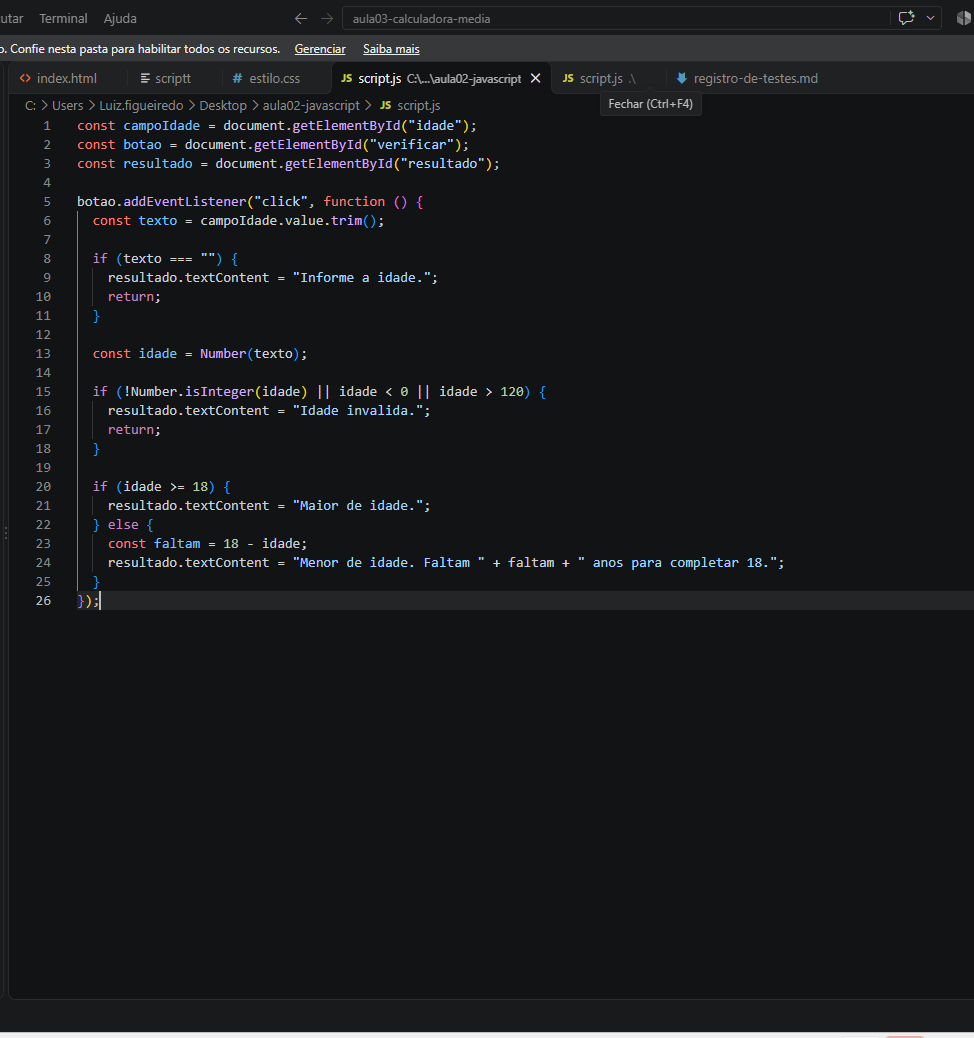 utar Terminal Ajuda aula03-calculadora-media
o. Confie nesta pasta para habilitar todos os recursos. Gerenciar Saiba mais
index.html scriptt # estilo.css JS script.js C:\...\aula02-javascript JS script.js .\ registro-de-testes.md
C: > Users > Luiz.figueiredo > Desktop > aula02-javascript > JS script.js
Fechar (Ctrl+F4)
1 const campoIdade = document.getElementById("idade");
2 const botao = document.getElementById("verificar");
3 const resultado = document.getElementById("resultado");
4
5 botao.addEventListener("click", function () {
6 const texto = campoIdade.value.trim();
7
8 if (texto === "") {
9 resultado.textContent = "Informe a idade.";
10 return;
11 }
12
13 const idade = Number(texto);
14
15 if (!Number.isInteger(idade) || idade < 0 || idade > 120) {
16 resultado.textContent = "Idade invalida.";
17 return;
18 }
19
20 if (idade >= 18) {
21 resultado.textContent = "Maior de idade.";
22 } else {
23 const faltam = 18 - idade;
24 resultado.textContent = "Menor de idade. Faltam " + faltam + " anos para completar 18.";
25 }
26 });